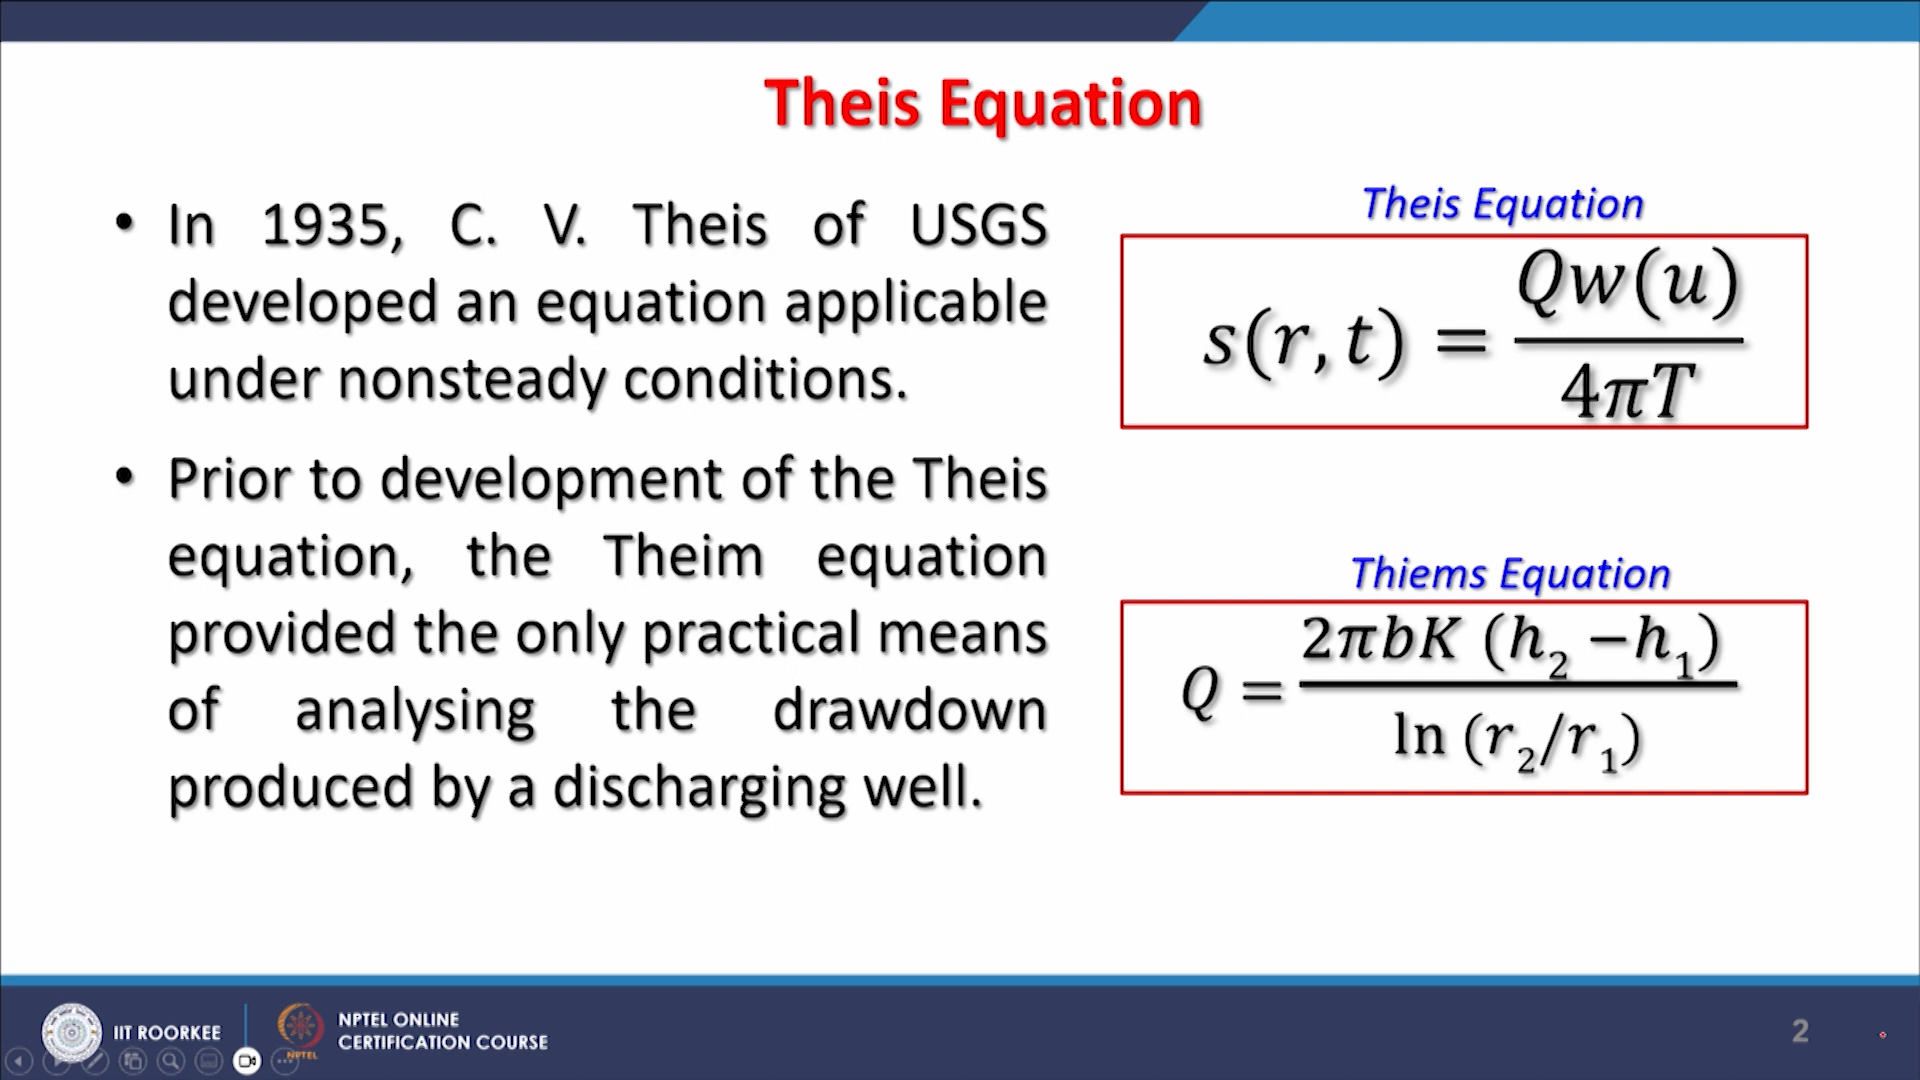 Theis Equation
• In 1935, C. V. Theis of USGS
developed an equation applicable
under nonsteady conditions.
• Prior to development of the Theis
equation, the Theim equation
provided the only practical means
of analysing the drawdown
produced by a discharging well.
Theis Equation
s(r, t) = Qw(u) / 4πT
Thiems Equation
Q = 2πbK (h₂ −h₁) / ln (r₂/r₁)
IIT ROORKEE
NPTEL
NPTEL ONLINE
CERTIFICATION COURSE
2